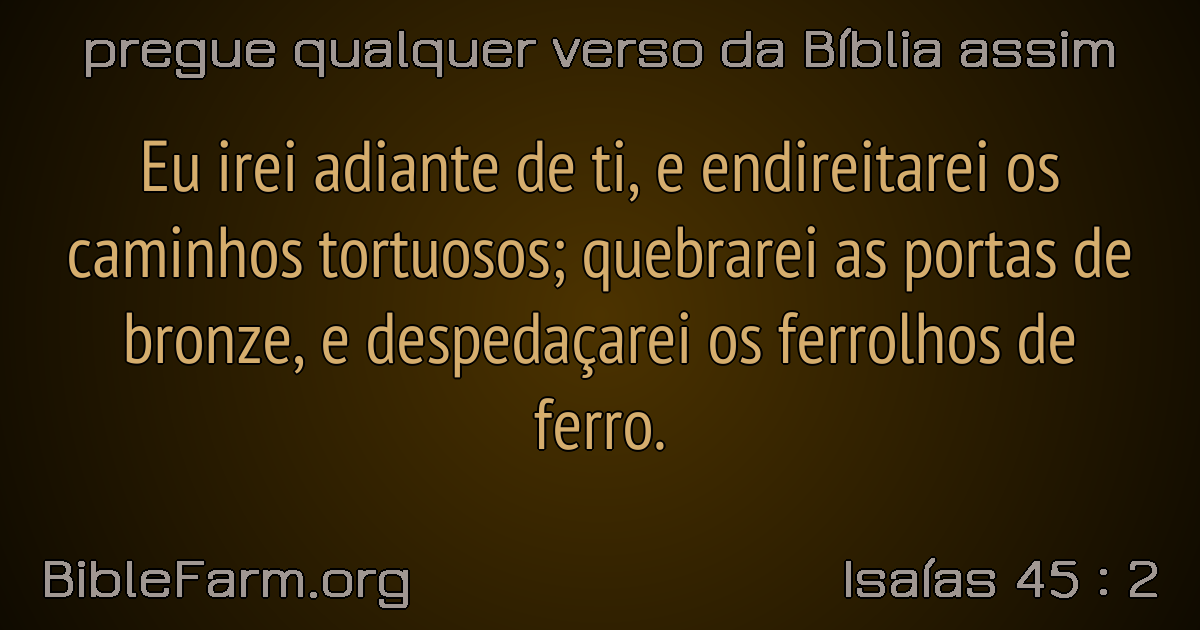 pregue qualquer verso da Bíblia assim
Eu irei adiante de ti, e endireitarei os
caminhos tortuosos; quebrarei as portas de
bronze, e despedaçarei os ferrolhos de
ferro.
BibleFarm.org
Isaías 45 : 2